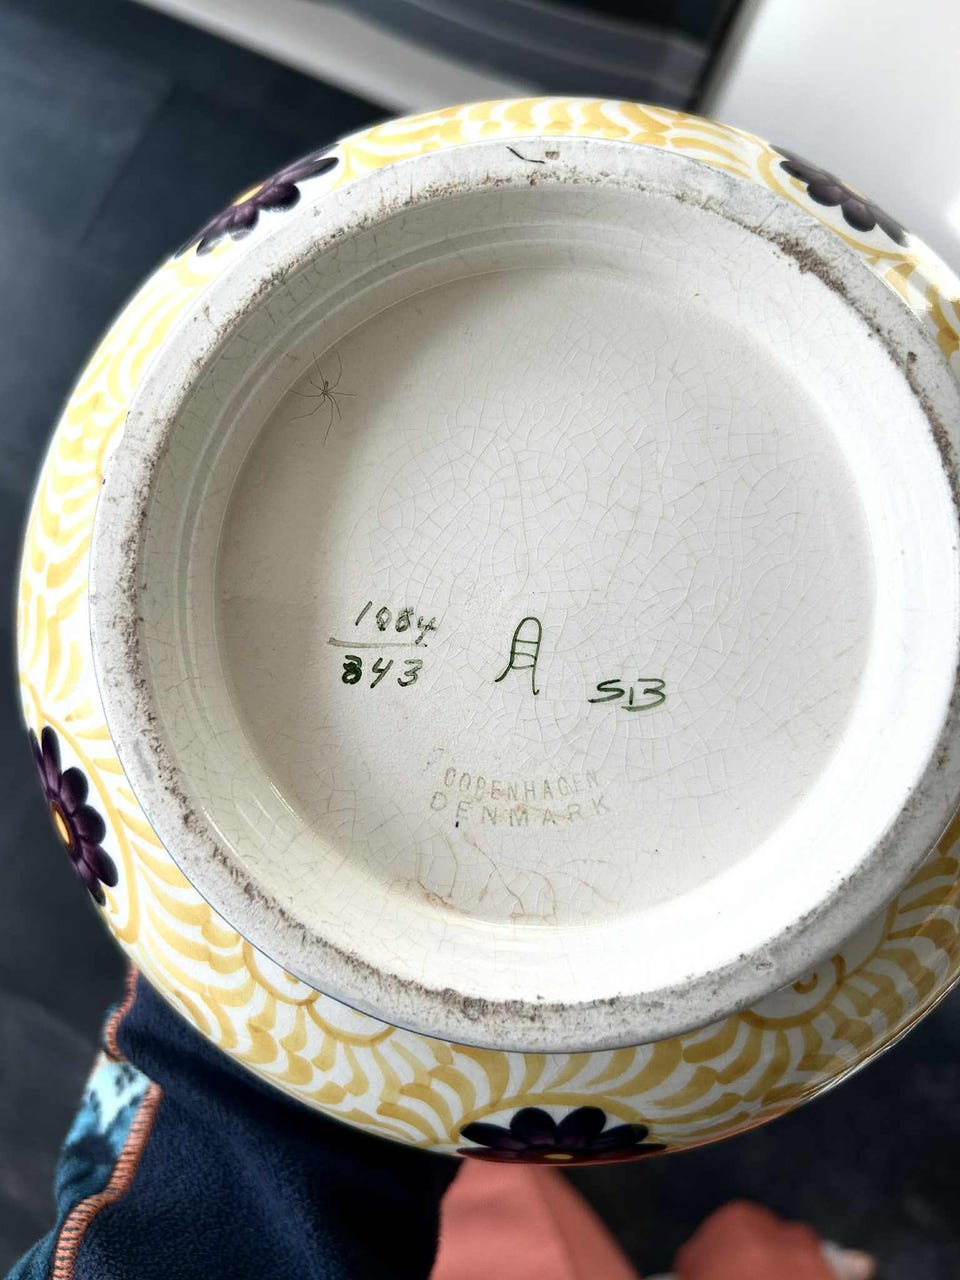 1084
843
A
SB
COPENHAGEN
DENMARK